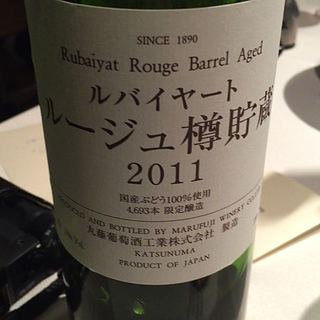 SINCE 1890
Rubaiyat Rouge Barrel Aged
ルバイヤート
ルージュ樽貯蔵
2011
国産ぶどう100%使用
4,693本 限定醸造
PRODUCED AND BOTTLED BY MARUFUJI WINERY CO.
丸藤葡萄酒工業株式会社 製造
KATSUNUMA
PRODUCT OF JAPAN